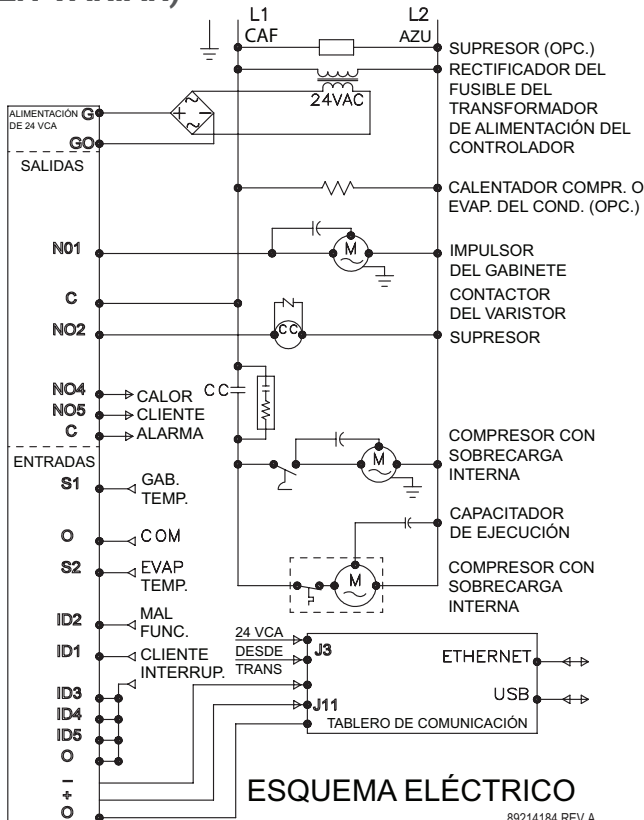 L1
CAF
L2
AZU
SUPRESOR (OPC.)
RECTIFICADOR DEL
FUSIBLE DEL
TRANSFORMADOR
DE ALIMENTACIÓN DEL
CONTROLADOR
24VAC
ALIMENTACIÓN
DE 24 VCA
G
GO
SALIDAS
CALENTADOR COMPR. O
EVAP. DEL COND. (OPC.)
N01
M
IMPULSOR
DEL GABINETE
C
CONTACTOR
DEL VARISTOR
NO2
CC
SUPRESOR
NO4
CALOR
NO5
CLIENTE
C
ALARMA
CC
ENTRADAS
S1
GAB.
TEMP.
M
COMPRESOR CON
SOBRECARGA
INTERNA
O
COM
CAPACITADOR
DE EJECUCIÓN
S2
EVAP
TEMP.
M
COMPRESOR CON
SOBRECARGA
INTERNA
ID2
MAL
FUNC.
ID1
CLIENTE
INTERRUP.
ID3
ID4
ID5
O
–
+
O
24 VCA
DESDE
TRANS
J3
J11
ETHERNET
USB
TABLERO DE COMUNICACIÓN
ESQUEMA ELÉCTRICO
89214184 REV A